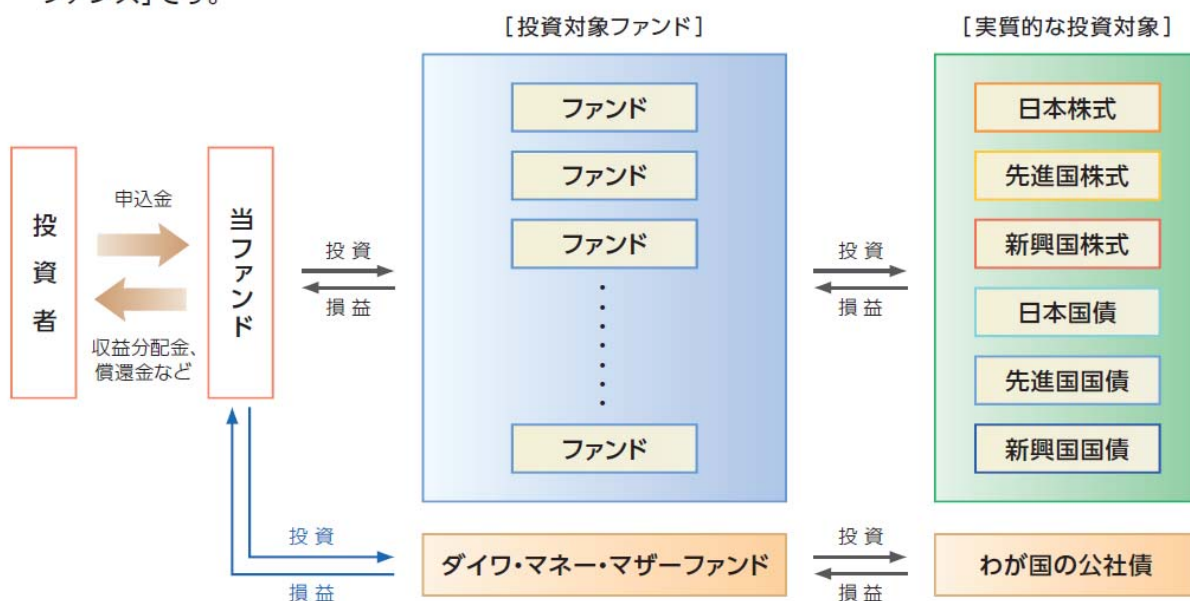 ファンズ」です。
[投資対象ファンド]
[実質的な投資対象]
ファンド
ファンド
ファンド
ファンド
日本株式
先進国株式
新興国株式
日本国債
先進国国債
新興国国債
投資者
申込金
収益分配金、
償還金など
当ファンド
投資
損益
投資
損益
投資
損益
ダイワ・マネー・マザーファンド
投資
損益
わが国の公社債